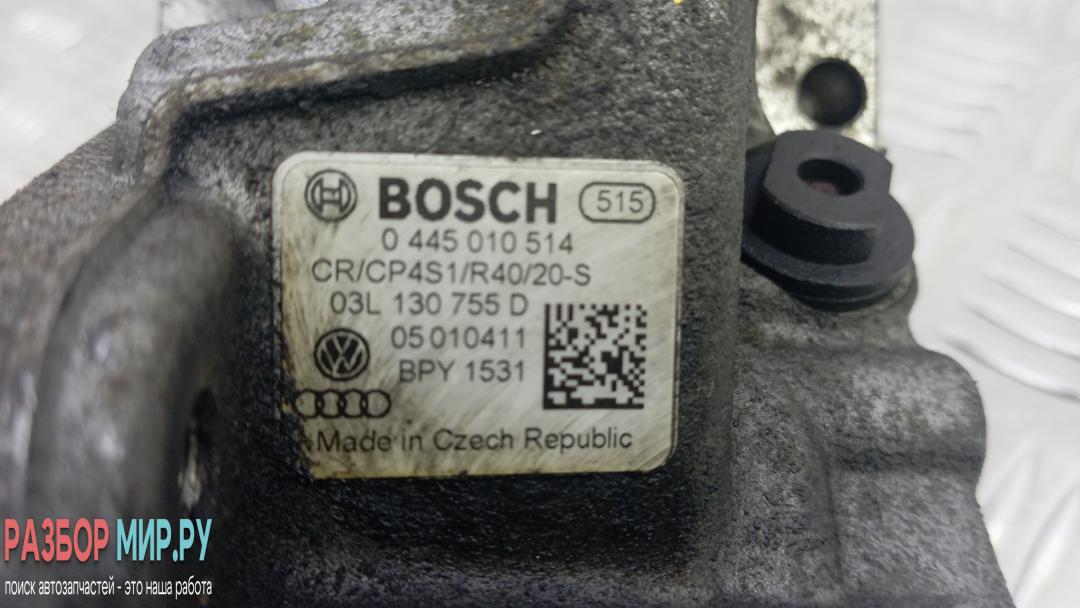 BOSCH 515
0 445 010 514
CR/CP4S1/R40/20-S
03L 130 755 D
05 010411
BPY 1531
Made in Czech Republic
РАЗБОР МИР.РУ
поиск автозапчастей - это наша работа